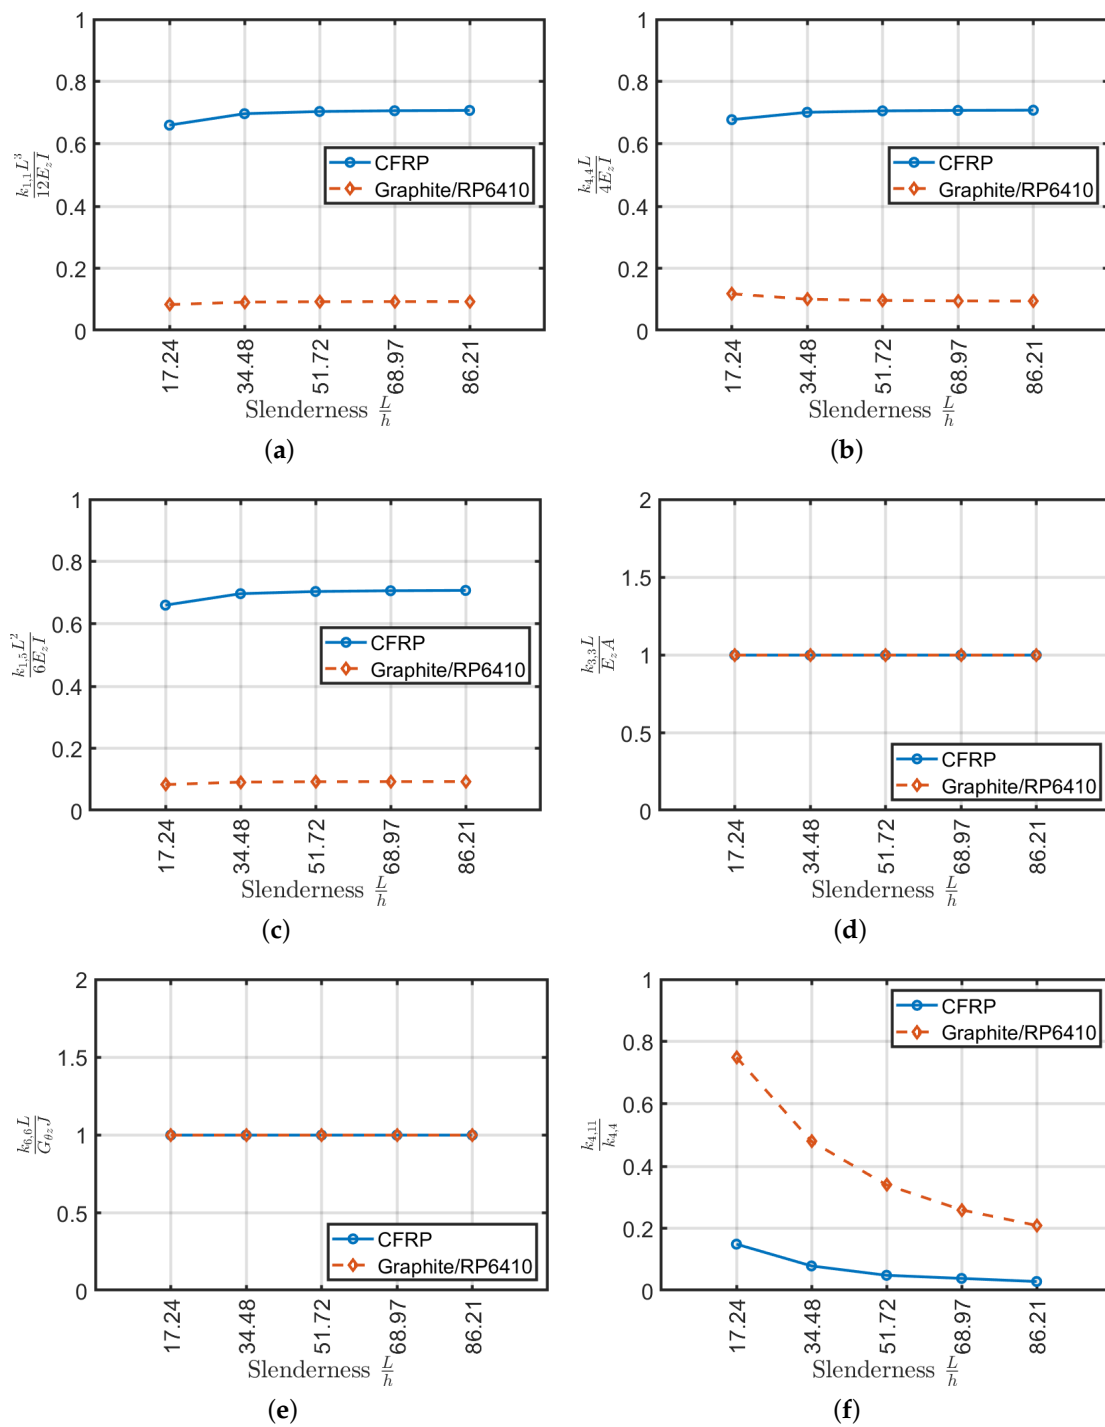 1
0.8
0.6
0.4
0.2
0
k1,1L^3 / 12EzI
CFRP
Graphite/RP6410
17.24
34.48
51.72
68.97
86.21
Slenderness L/h
(a)
1
0.8
0.6
0.4
0.2
0
k4,4L / 4EzI
CFRP
Graphite/RP6410
17.24
34.48
51.72
68.97
86.21
Slenderness L/h
(b)
1
0.8
0.6
0.4
0.2
0
k1,5L^2 / 6EzI
CFRP
Graphite/RP6410
17.24
34.48
51.72
68.97
86.21
Slenderness L/h
(c)
2
1.5
1
0.5
0
k3,3L / EzA
CFRP
Graphite/RP6410
17.24
34.48
51.72
68.97
86.21
Slenderness L/h
(d)
2
1.5
1
0.5
0
k6,6L / GθzJ
CFRP
Graphite/RP6410
17.24
34.48
51.72
68.97
86.21
Slenderness L/h
(e)
1
0.8
0.6
0.4
0.2
0
k4,11 / k4,4
CFRP
Graphite/RP6410
17.24
34.48
51.72
68.97
86.21
Slenderness L/h
(f)